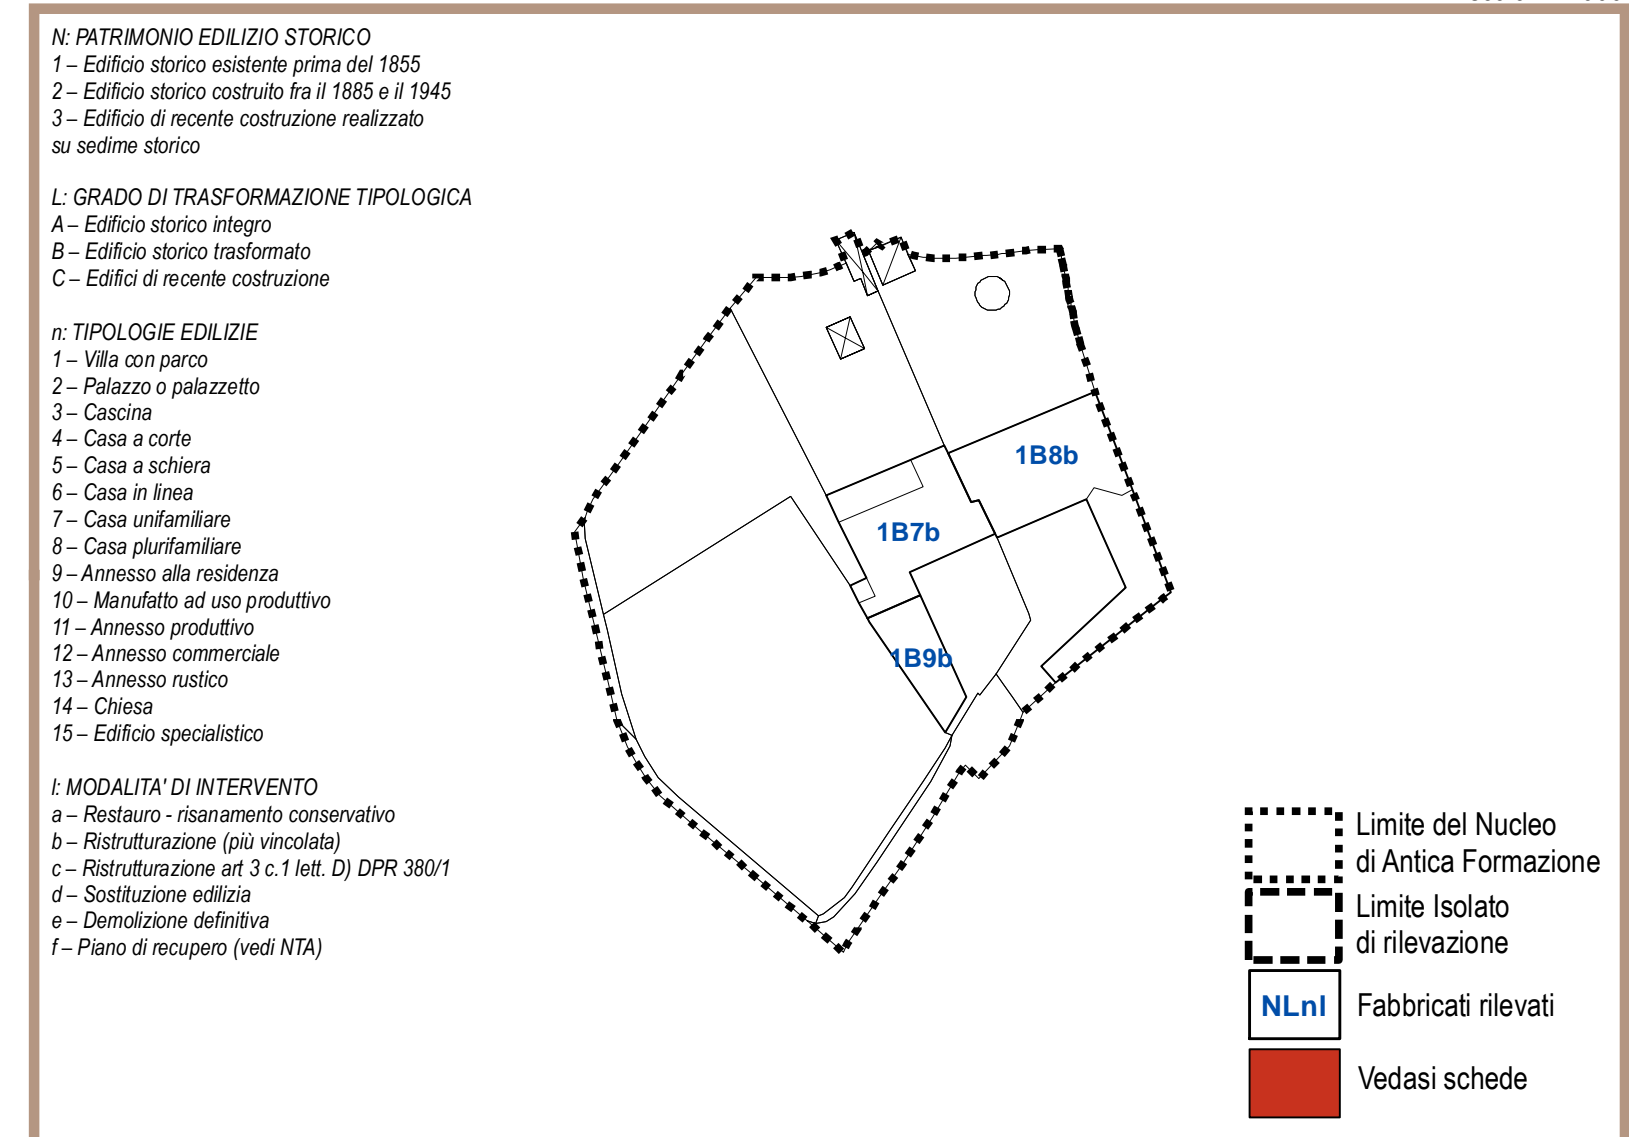 N: PATRIMONIO EDILIZIO STORICO
1 – Edificio storico esistente prima del 1855
2 – Edificio storico costruito fra il 1885 e il 1945
3 – Edificio di recente costruzione realizzato
su sedime storico
L: GRADO DI TRASFORMAZIONE TIPOLOGICA
A – Edificio storico integro
B – Edificio storico trasformato
C – Edifici di recente costruzione
n: TIPOLOGIE EDILIZIE
1 – Villa con parco
2 – Palazzo o palazzetto
3 – Cascina
4 – Casa a corte
5 – Casa a schiera
6 – Casa in linea
7 – Casa unifamiliare
8 – Casa plurifamiliare
9 – Annesso alla residenza
10 – Manufatto ad uso produttivo
11 – Annesso produttivo
12 – Annesso commerciale
13 – Annesso rustico
14 – Chiesa
15 – Edificio specialistico
I: MODALITA' DI INTERVENTO
a – Restauro - risanamento conservativo
b – Ristrutturazione (più vincolata)
c – Ristrutturazione art 3 c.1 lett. D) DPR 380/1
d – Sostituzione edilizia
e – Demolizione definitiva
f – Piano di recupero (vedi NTA)
1B8b
1B7b
1B9b
Limite del Nucleo
di Antica Formazione
Limite Isolato
di rilevazione
NLnI Fabbricati rilevati
Vedasi schede